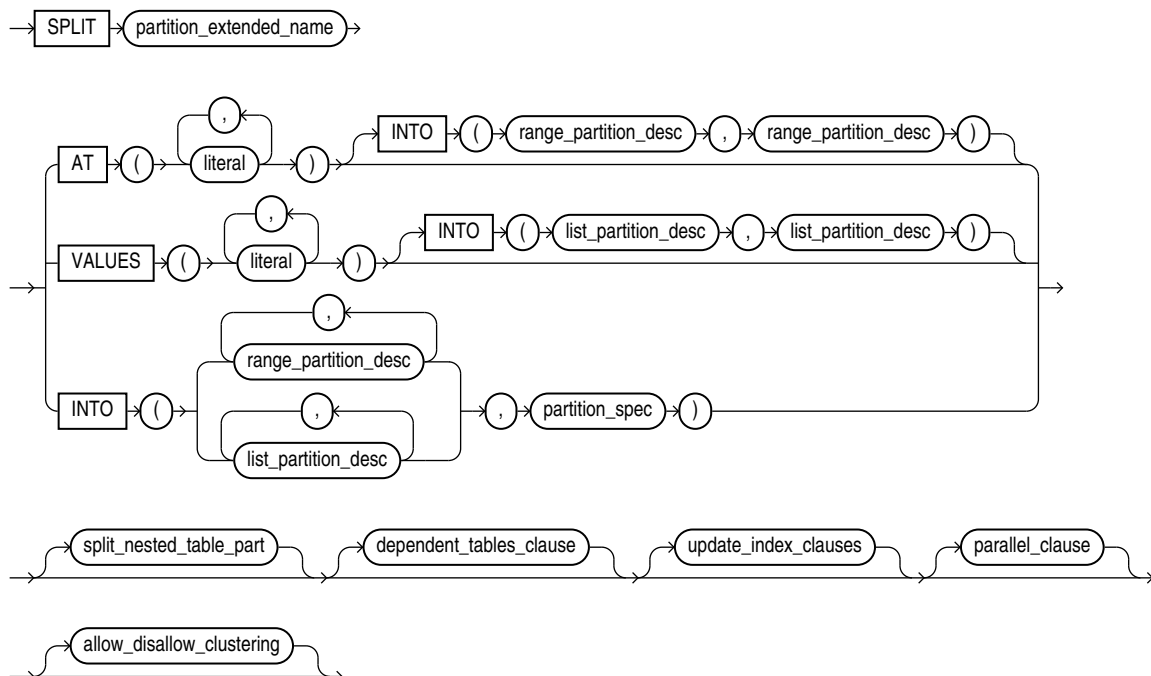 SPLIT partition_extended_name
,
INTO ( range_partition_desc , range_partition_desc )
AT ( literal )
,
INTO ( list_partition_desc , list_partition_desc )
VALUES ( literal )
,
range_partition_desc
INTO ( , , partition_spec )
list_partition_desc
split_nested_table_part dependent_tables_clause update_index_clauses parallel_clause
allow_disallow_clustering